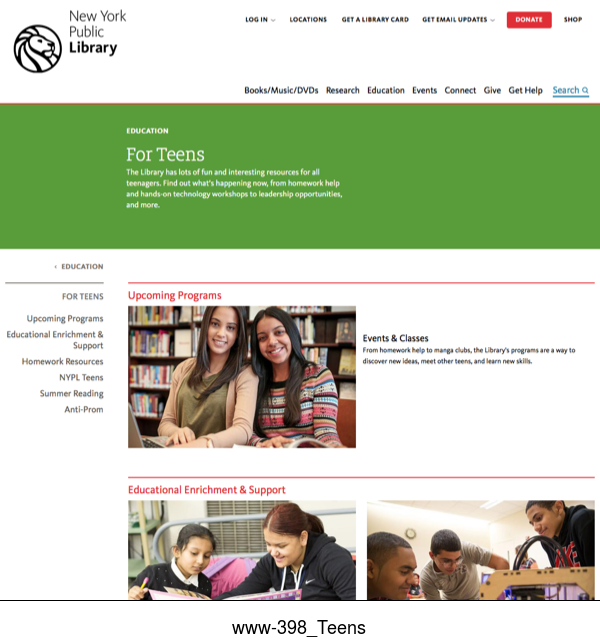 New York
Public
Library
LOG IN
LOCATIONS
GET A LIBRARY CARD
GET EMAIL UPDATES
DONATE
SHOP
Books/Music/DVDs Research Education Events Connect Give Get Help Search
EDUCATION
For Teens
The Library has lots of fun and interesting resources for all
teenagers. Find out what's happening now, from homework help
and hands-on technology workshops to leadership opportunities,
and more.
‹ EDUCATION
FOR TEENS
Upcoming Programs
Educational Enrichment &
Support
Homework Resources
NYPL Teens
Summer Reading
Anti-Prom
Upcoming Programs
Events & Classes
From homework help to manga clubs, the Library's programs are a way to
discover new ideas, meet other teens, and learn new skills.
Educational Enrichment & Support
www-398_Teens